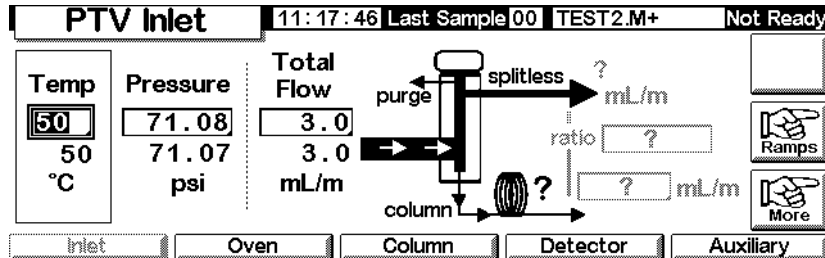 PTV Inlet 11:17:46 Last Sample 00 TEST2.M+ Not Ready
Temp Pressure Total Flow
50 71.08 3.0
50 71.07 3.0
°C psi mL/m
purge splitless ? mL/m
ratio ?
? ? mL/m
column
Ramps
More
Inlet Oven Column Detector Auxiliary